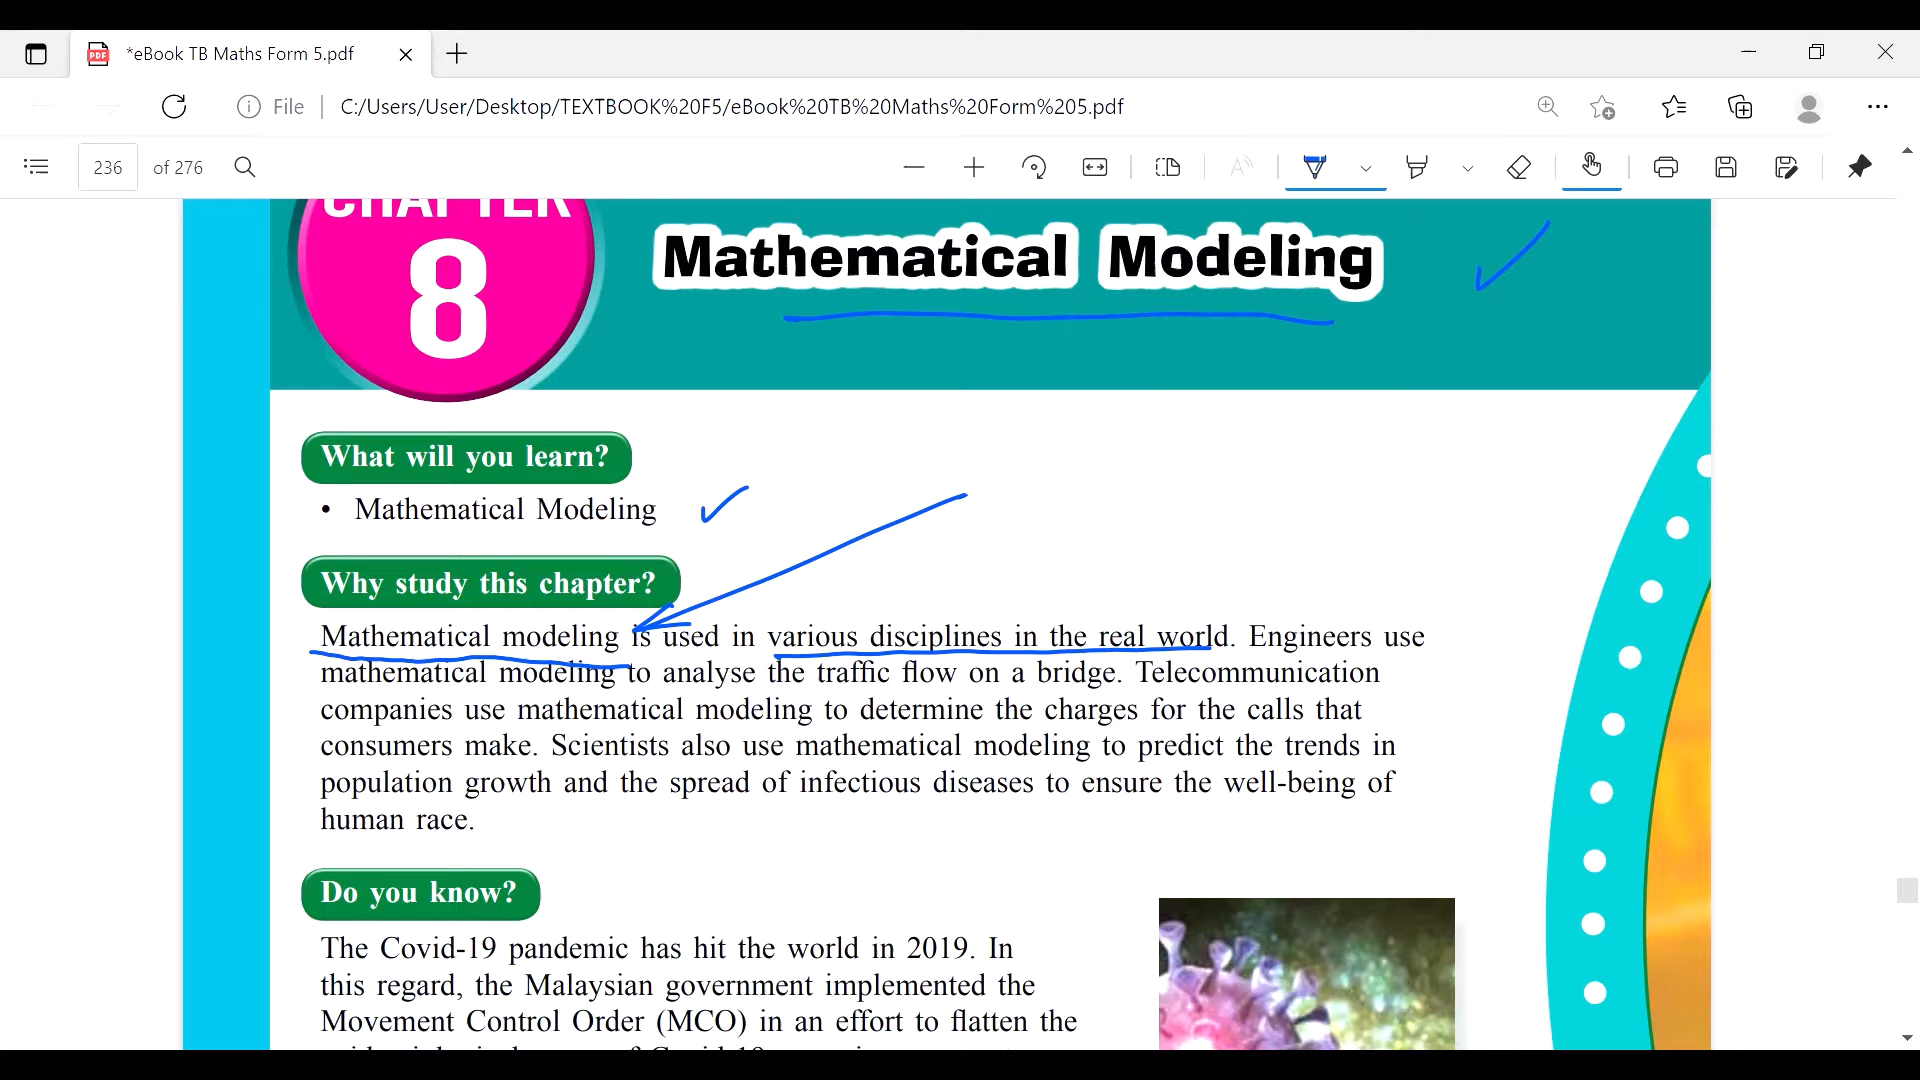 *eBook TB Maths Form 5.pdf
File
C:/Users/User/Desktop/TEXTBOOK%20F5/eBook%20TB%20Maths%20Form%205.pdf
236 of 276
CHAPTER
8
Mathematical Modeling
What will you learn?
• Mathematical Modeling
Why study this chapter?
Mathematical modeling is used in various disciplines in the real world. Engineers use
mathematical modeling to analyse the traffic flow on a bridge. Telecommunication
companies use mathematical modeling to determine the charges for the calls that
consumers make. Scientists also use mathematical modeling to predict the trends in
population growth and the spread of infectious diseases to ensure the well-being of
human race.
Do you know?
The Covid-19 pandemic has hit the world in 2019. In
this regard, the Malaysian government implemented the
Movement Control Order (MCO) in an effort to flatten the